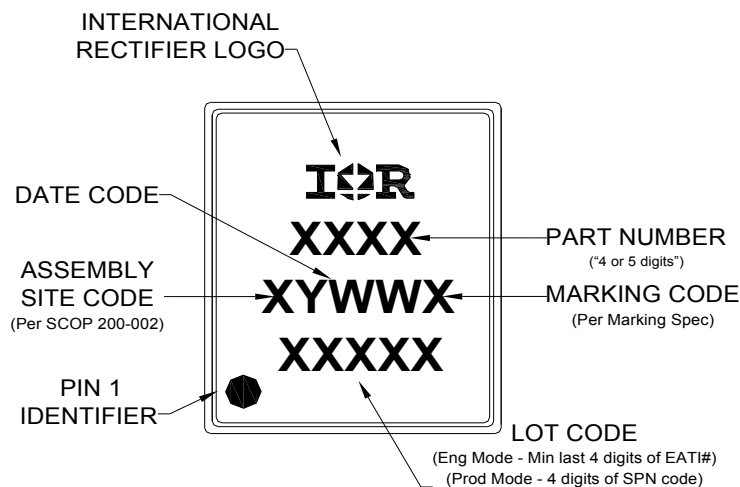 INTERNATIONAL
RECTIFIER LOGO
IOR
DATE CODE
XXXX
PART NUMBER
(“4 or 5 digits”)
ASSEMBLY
SITE CODE
(Per SCOP 200-002)
XYWWX
MARKING CODE
(Per Marking Spec)
XXXXX
PIN 1
IDENTIFIER
LOT CODE
(Eng Mode - Min last 4 digits of EATI#)
(Prod Mode - 4 digits of SPN code)